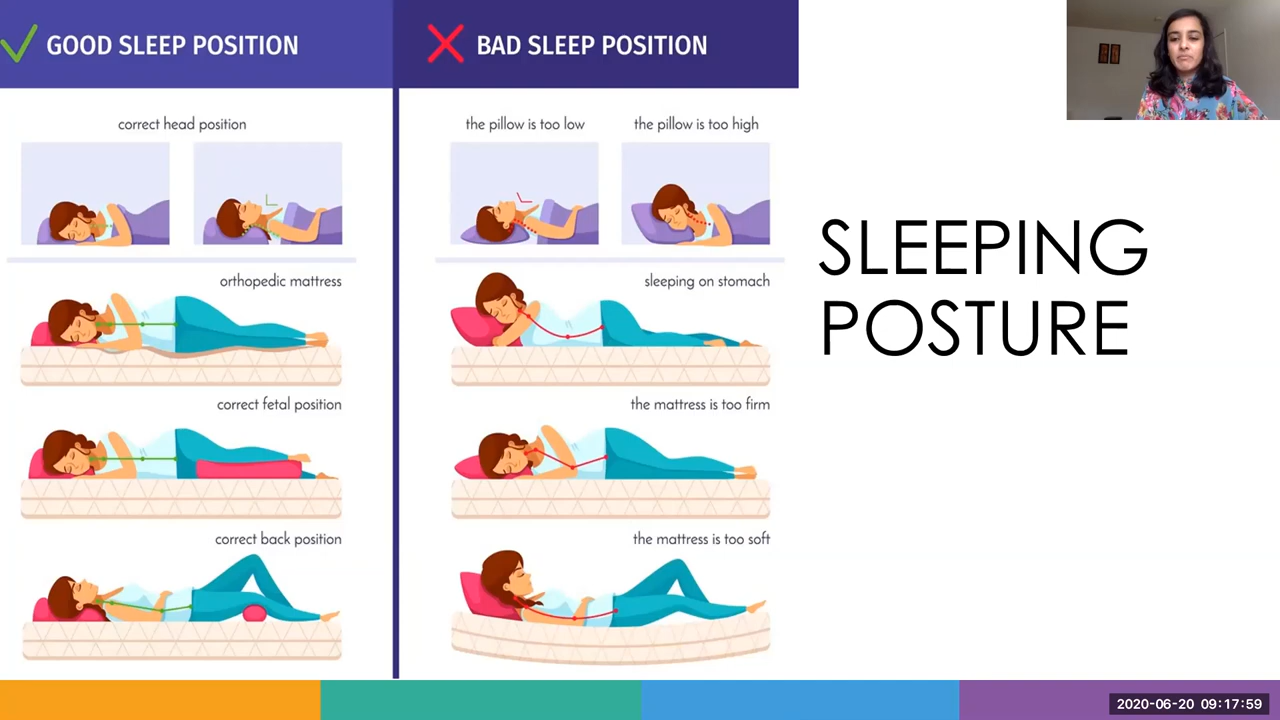 GOOD SLEEP POSITION
correct head position
orthopedic mattress
correct fetal position
correct back position
BAD SLEEP POSITION
the pillow is too low
the pillow is too high
sleeping on stomach
the mattress is too firm
the mattress is too soft
SLEEPING
POSTURE
2020-06-20 09:17:59